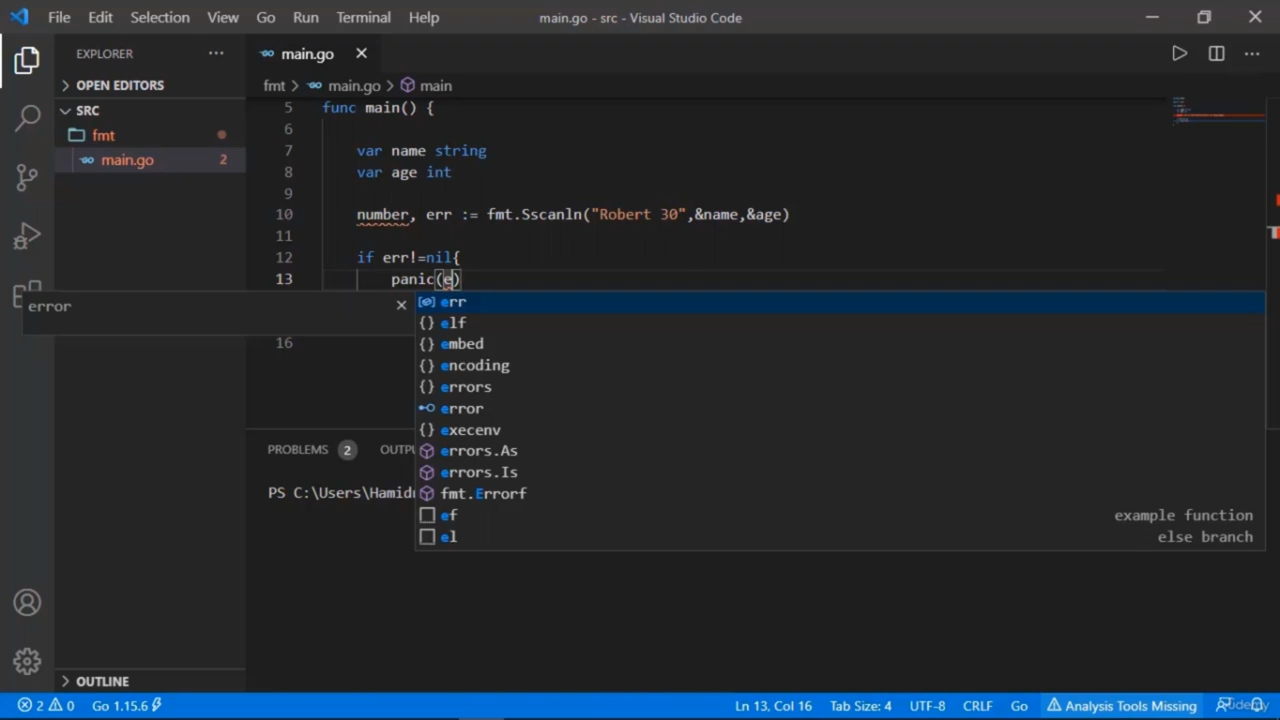 File Edit Selection View Go Run Terminal Help
main.go - src - Visual Studio Code
EXPLORER
OPEN EDITORS
SRC
fmt
main.go 2
main.go
fmt > main.go > main
5 func main() {
6
7 var name string
8 var age int
9
10 number, err := fmt.Sscanln("Robert 30",&name,&age)
11
12 if err!=nil{
13 panic(e)
16
error
err
elf
embed
encoding
errors
error
execenv
errors.As
errors.Is
fmt.Errorf
ef example function
el else branch
PROBLEMS 2 OUTPU
PS C:\Users\Hamid
OUTLINE
2 0 Go 1.15.6
Ln 13, Col 16 Tab Size: 4 UTF-8 CRLF Go Analysis Tools Missing
Udemy